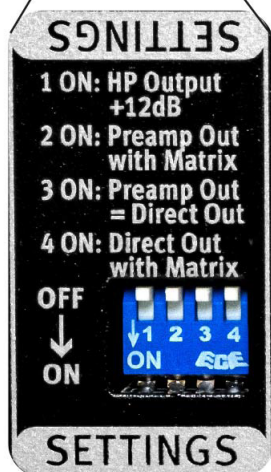 SETTINGS
1 ON: HP Output
+12dB
2 ON: Preamp Out
with Matrix
3 ON: Preamp Out
= Direct Out
4 ON: Direct Out
with Matrix
OFF
↓
ON
↓1 2 3 4
ON ECE
SETTINGS